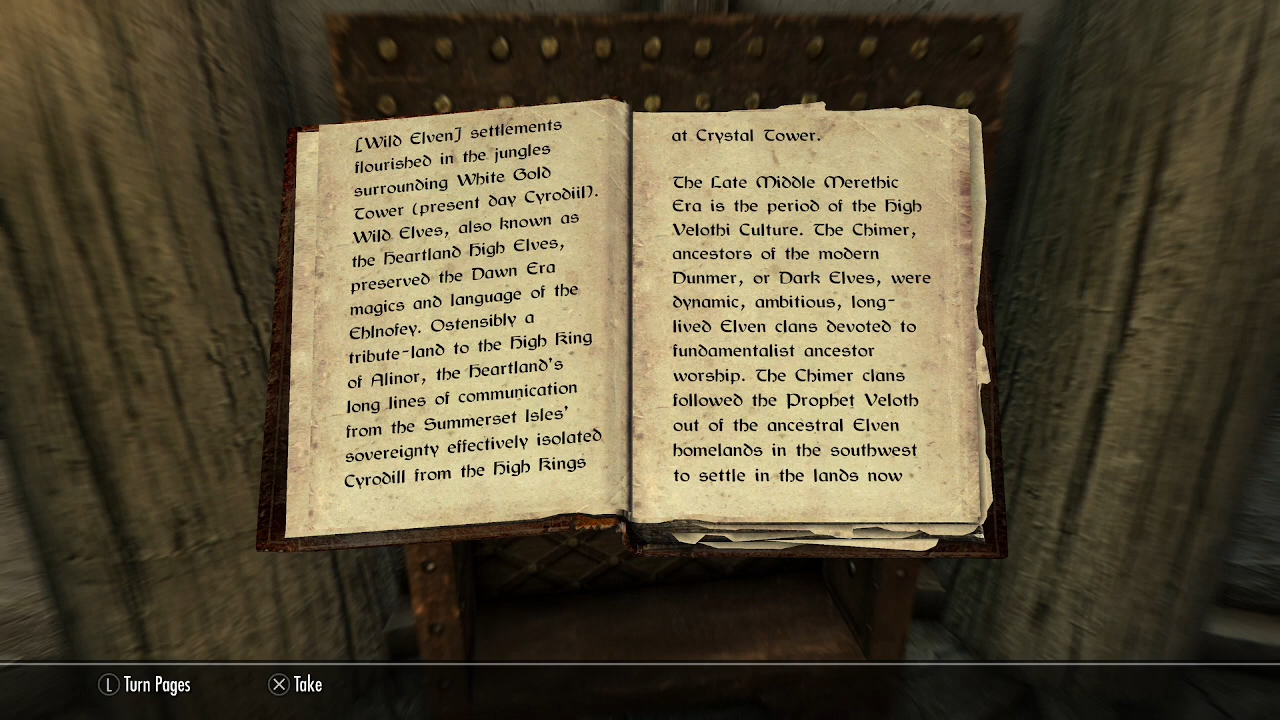 [Wild Elven] settlements
flourished in the jungles
surrounding White Gold
Tower (present day Cyrodiil).
Wild Elves, also known as
the Heartland High Elves,
preserved the Dawn Era
magics and language of the
Ehlnofey. Ostensibly a
tribute-land to the High King
of Alinor, the Heartland's
long lines of communication
from the Summerset Isles'
sovereignty effectively isolated
Cyrodill from the High Kings
at Crystal Tower.
The Late Middle Merethic
Era is the period of the High
Velothi Culture. The Chimer,
ancestors of the modern
Dunmer, or Dark Elves, were
dynamic, ambitious, long-
lived Elven clans devoted to
fundamentalist ancestor
worship. The Chimer clans
followed the Prophet Veloth
out of the ancestral Elven
homelands in the southwest
to settle in the lands now
L Turn Pages
X Take